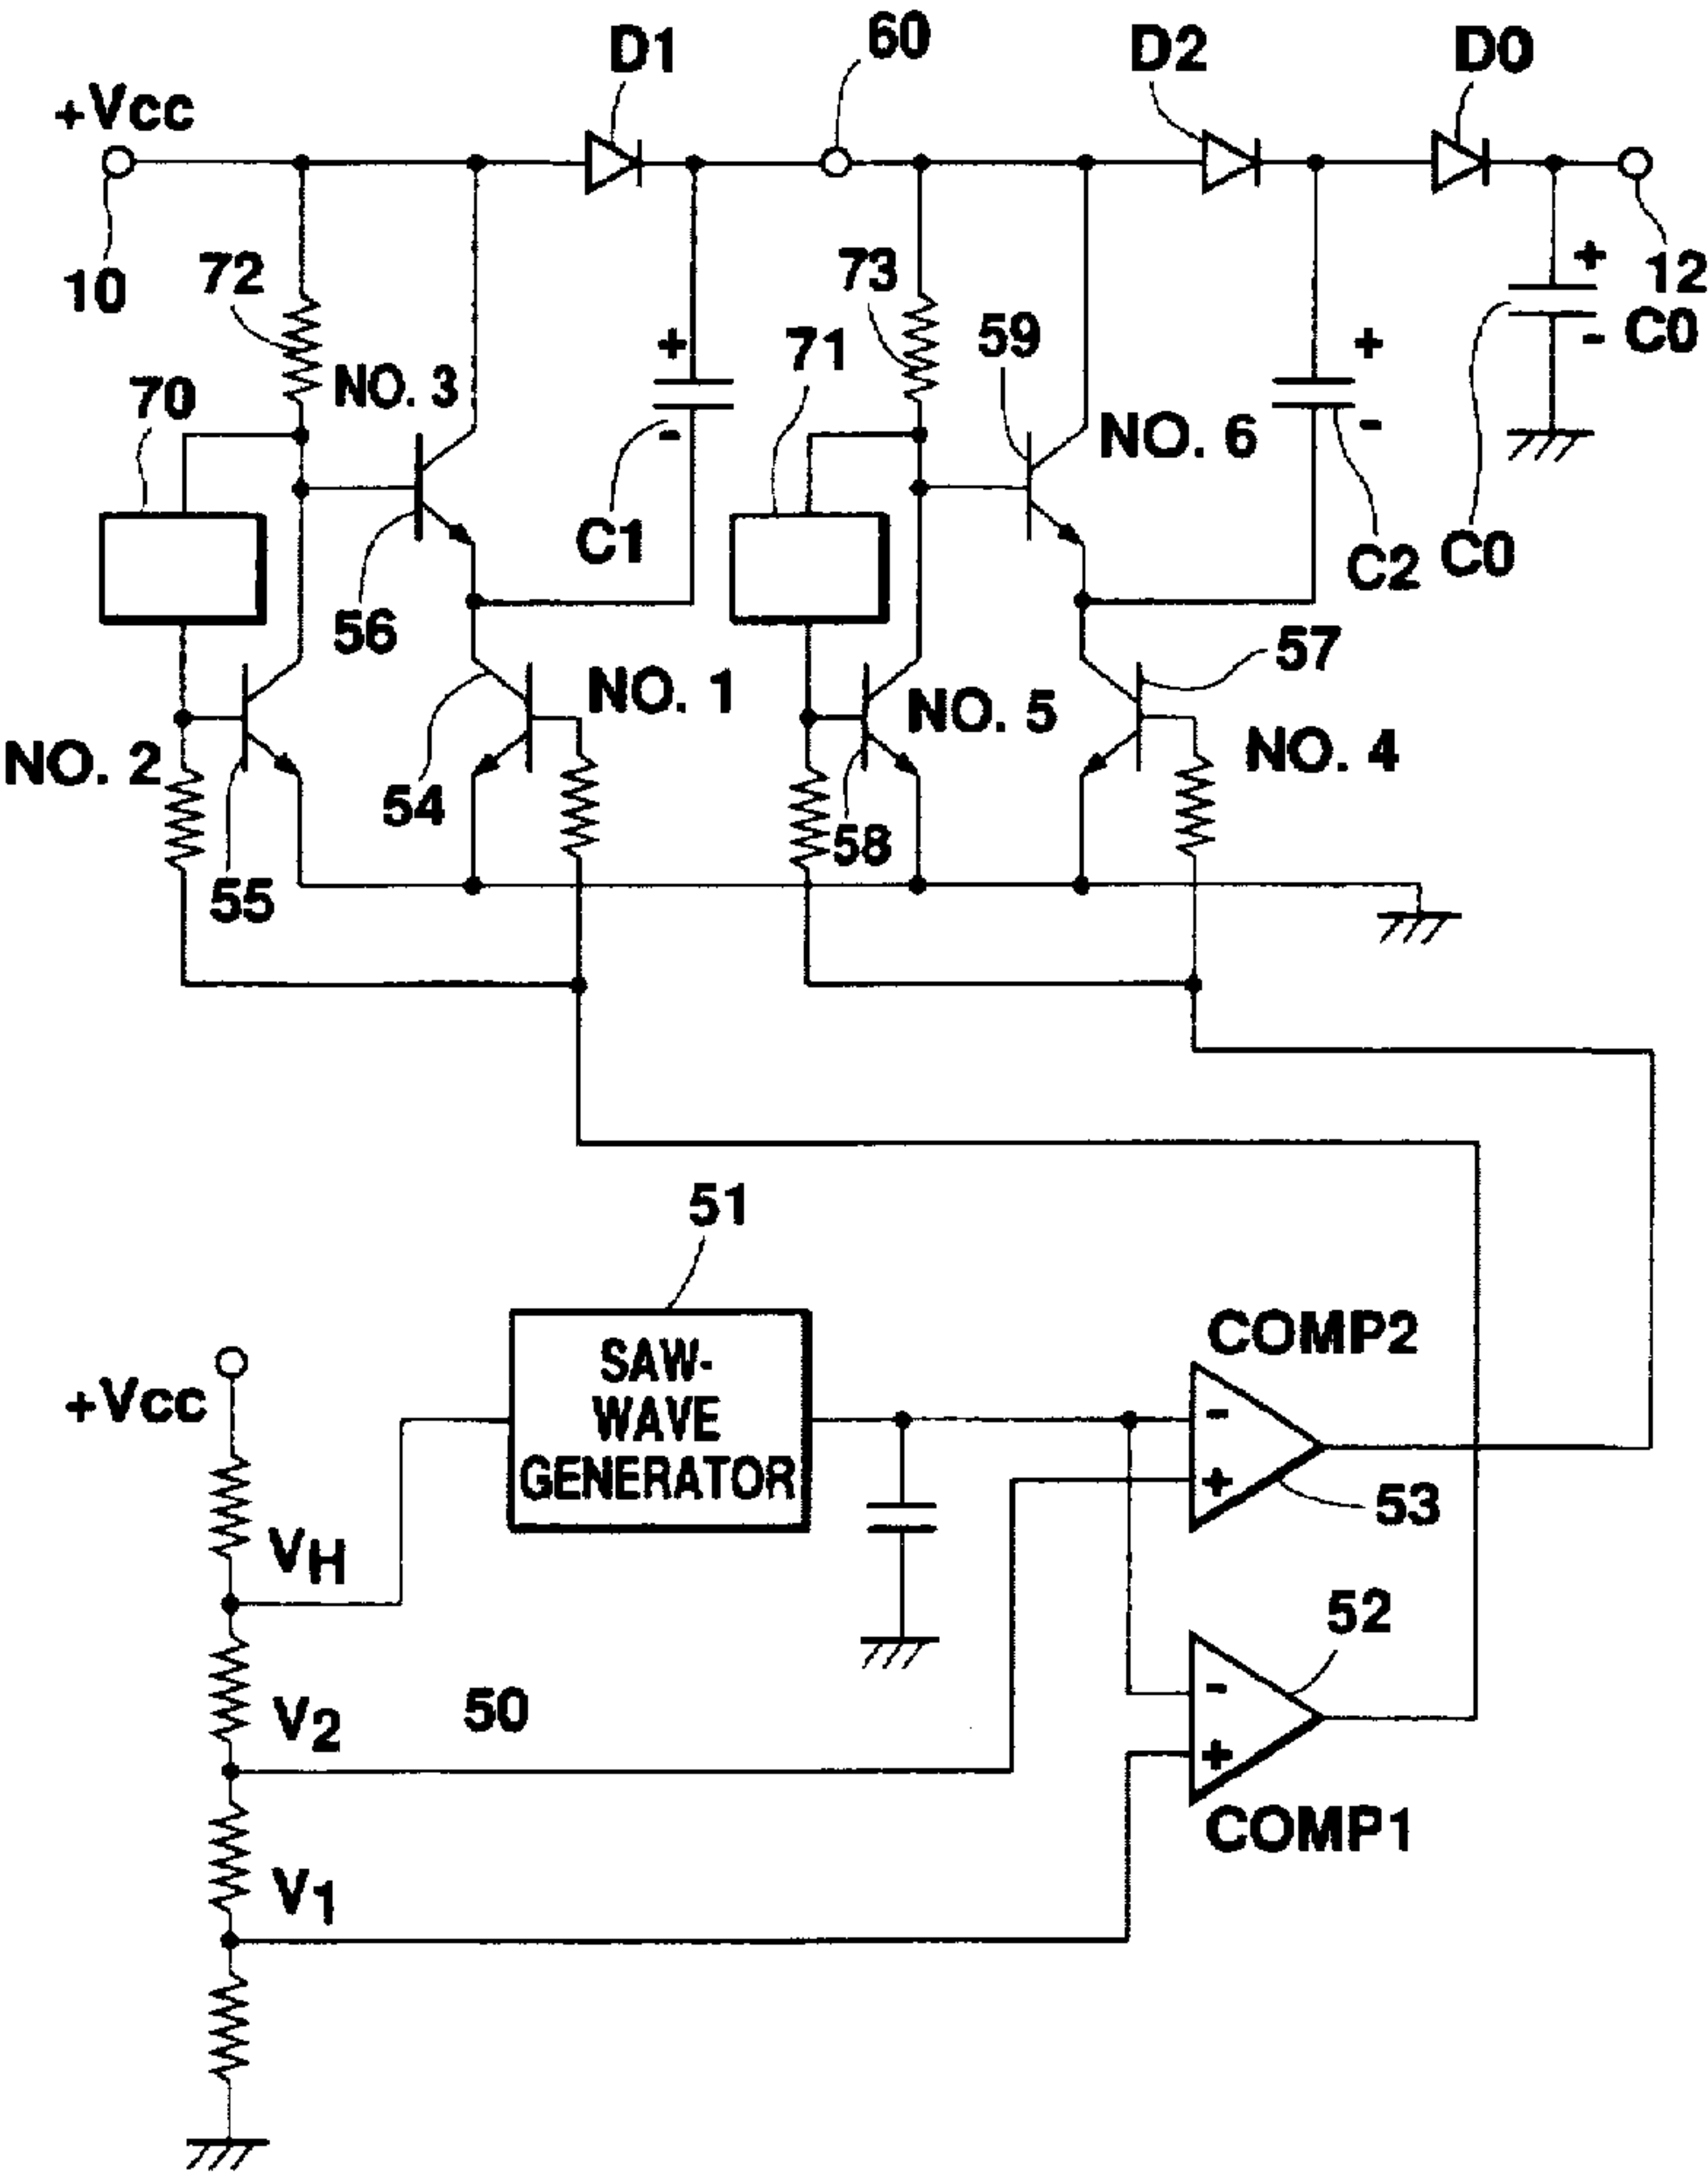 D1
60
D2
D0
+Vcc
10
72
73
12
+
-
C0
NO. 3
+
-
71
59
NO. 6
+
-
70
C1
C2
C0
56
57
NO. 1
NO. 5
NO. 4
NO. 2
54
58
55
51
SAW-
WAVE
GENERATOR
COMP2
+Vcc
-
+
53
VH
52
V2
50
-
+
COMP1
V1